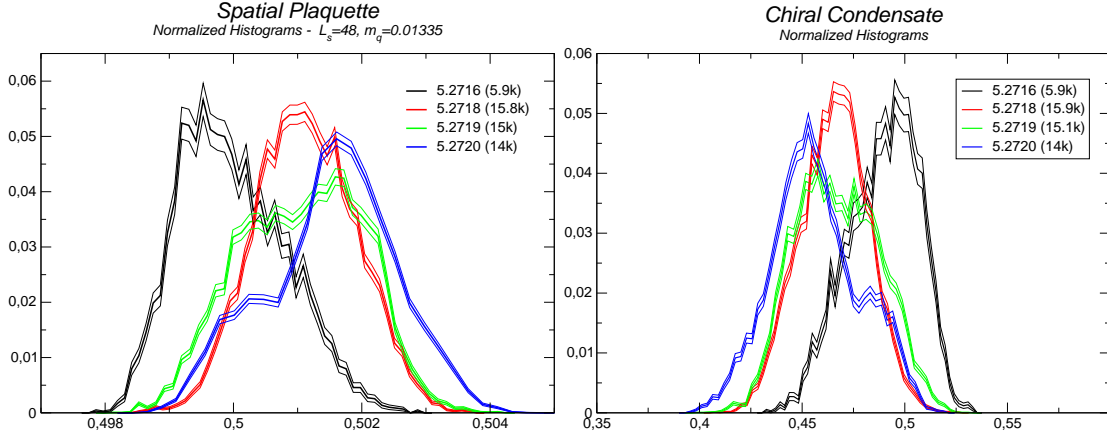 Spatial Plaquette
Normalized Histograms - L_s=48, m_q=0.01335
0,06
0,05
0,04
0,03
0,02
0,01
0
0,498
0,5
0,502
0,504
5.2716 (5.9k)
5.2718 (15.8k)
5.2719 (15k)
5.2720 (14k)
Chiral Condensate
Normalized Histograms
0,06
0,05
0,04
0,03
0,02
0,01
0
0,35
0,4
0,45
0,5
0,55
5.2716 (5.9k)
5.2718 (15.9k)
5.2719 (15.1k)
5.2720 (14k)